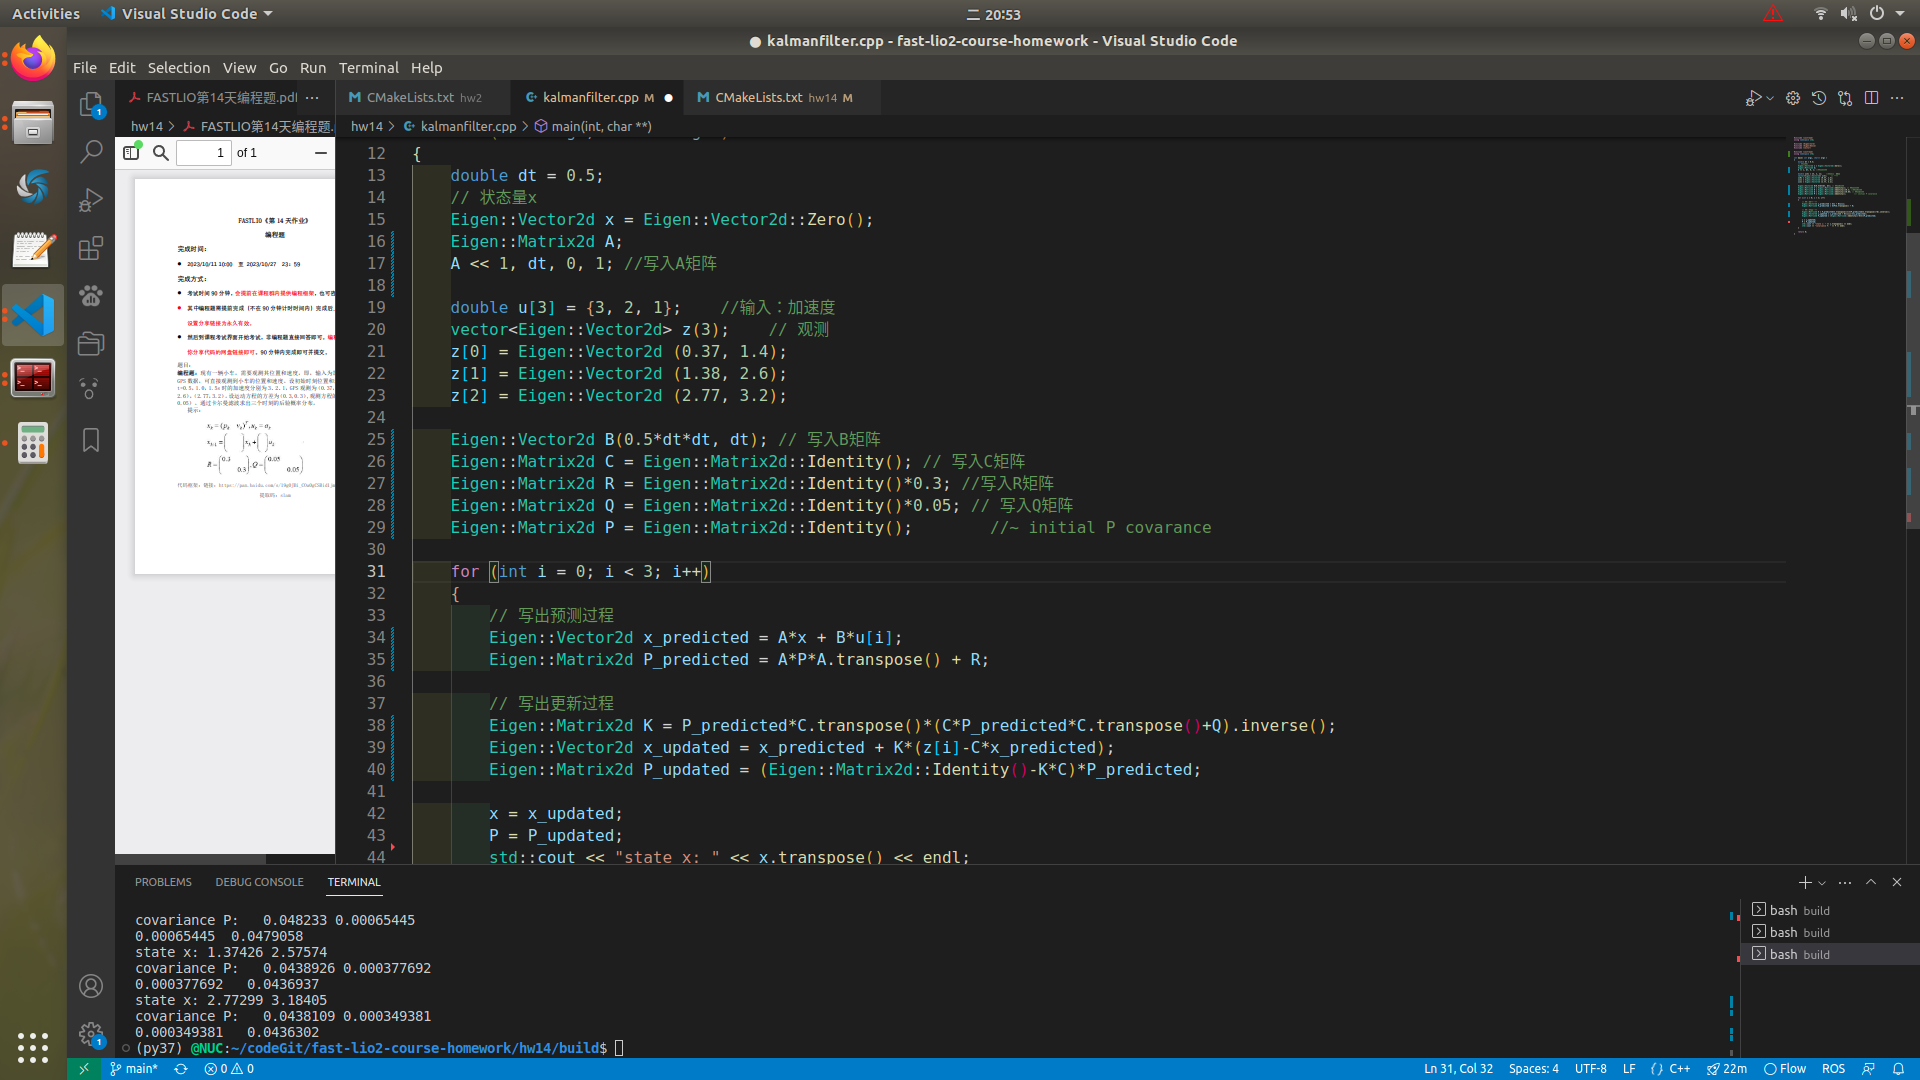 Activities
Visual Studio Code
二 20:53
● kalmanfilter.cpp - fast-lio2-course-homework - Visual Studio Code
File Edit Selection View Go Run Terminal Help
FASTLIO第14天编程题.pdf ···
CMakeLists.txt hw2
kalmanfilter.cpp M ●
CMakeLists.txt hw14 M
hw14 > FASTLIO第14天编程题.
hw14 > kalmanfilter.cpp > main(int, char **)
1 of 1
FASTLIO《第 14 天作业》
编程题
完成时间：
2023/10/11 10:00 至 2023/10/27 23：59
完成方式：
12 {
13 double dt = 0.5;
14 // 状态量x
15 Eigen::Vector2d x = Eigen::Vector2d::Zero();
16 Eigen::Matrix2d A;
17 A << 1, dt, 0, 1; //写入A矩阵
18
19 double u[3] = {3, 2, 1}; //输入：加速度
20 vector<Eigen::Vector2d> z(3); // 观测
21 z[0] = Eigen::Vector2d (0.37, 1.4);
22 z[1] = Eigen::Vector2d (1.38, 2.6);
23 z[2] = Eigen::Vector2d (2.77, 3.2);
24
25 Eigen::Vector2d B(0.5*dt*dt, dt); // 写入B矩阵
26 Eigen::Matrix2d C = Eigen::Matrix2d::Identity(); // 写入C矩阵
27 Eigen::Matrix2d R = Eigen::Matrix2d::Identity()*0.3; //写入R矩阵
28 Eigen::Matrix2d Q = Eigen::Matrix2d::Identity()*0.05; // 写入Q矩阵
29 Eigen::Matrix2d P = Eigen::Matrix2d::Identity(); //~ initial P covarance
30
31 for (int i = 0; i < 3; i++)
32 {
33 // 写出预测过程
34 Eigen::Vector2d x_predicted = A*x + B*u[i];
35 Eigen::Matrix2d P_predicted = A*P*A.transpose() + R;
36
37 // 写出更新过程
38 Eigen::Matrix2d K = P_predicted*C.transpose()*(C*P_predicted*C.transpose()+Q).inverse();
39 Eigen::Vector2d x_updated = x_predicted + K*(z[i]-C*x_predicted);
40 Eigen::Matrix2d P_updated = (Eigen::Matrix2d::Identity()-K*C)*P_predicted;
41
42 x = x_updated;
43 P = P_updated;
44 std::cout << "state x: " << x.transpose() << endl;
PROBLEMS DEBUG CONSOLE TERMINAL
covariance P: 0.048233 0.00065445
0.00065445 0.0479058
state x: 1.37426 2.57574
covariance P: 0.0438926 0.000377692
0.000377692 0.0436937
state x: 2.77299 3.18405
covariance P: 0.0438109 0.000349381
0.000349381 0.0436302
(py37) @NUC:~/codeGit/fast-lio2-course-homework/hw14/build$
bash build
bash build
bash build
main* 0 0
Ln 31, Col 32 Spaces: 4 UTF-8 LF {} C++ 22m Flow ROS